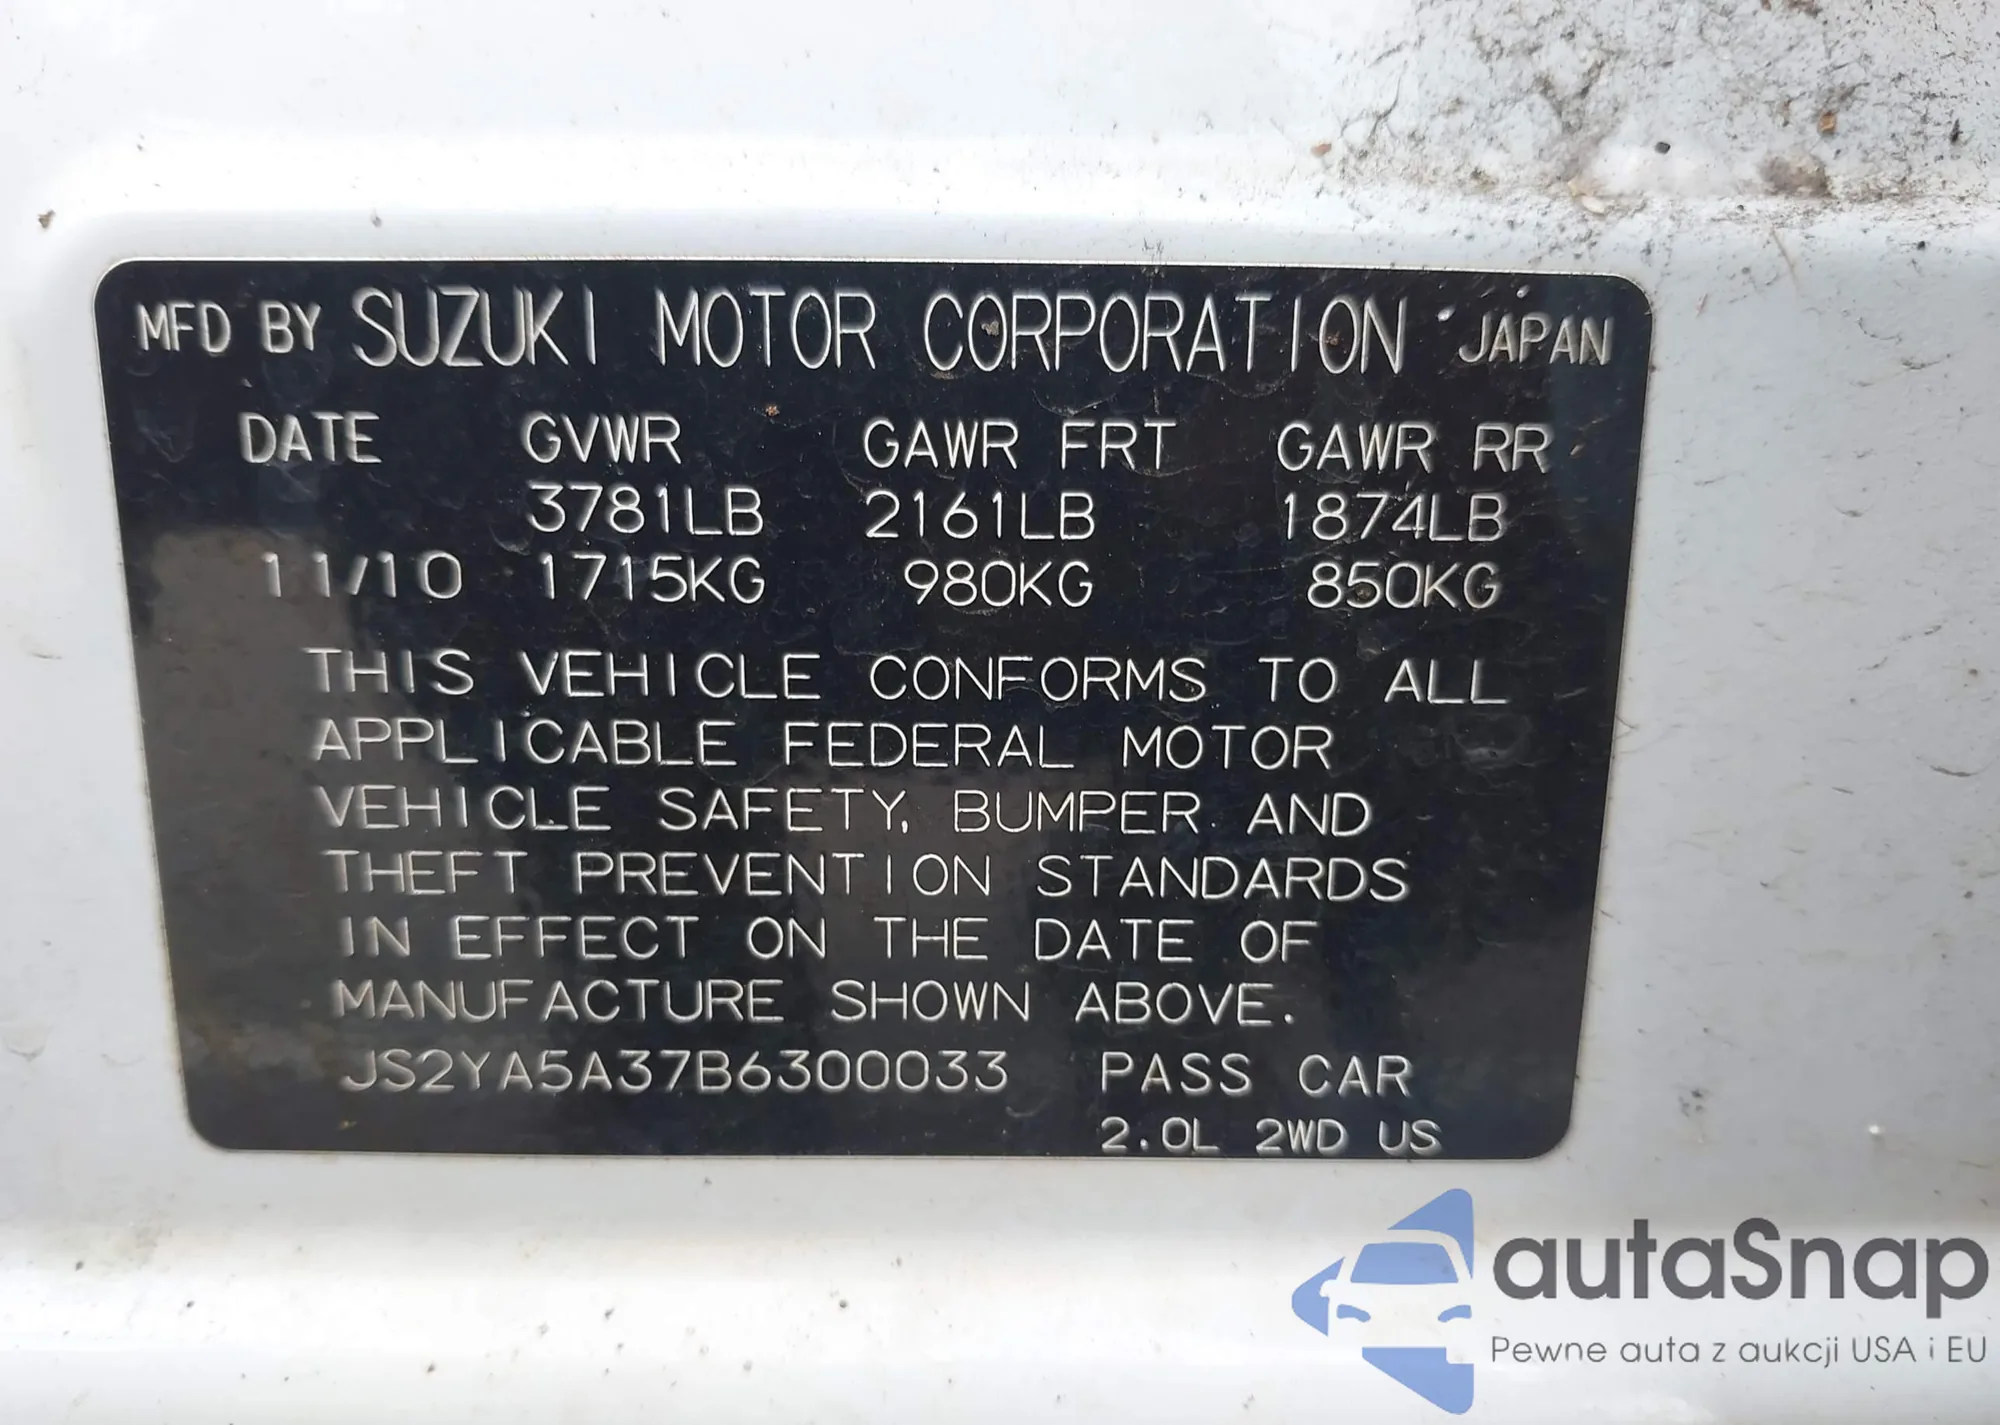 MFD BY SUZUKI MOTOR CORPORATION JAPAN
DATE GVWR GAWR FRT GAWR RR
3781LB 2161LB 1874LB
11/10 1715KG 980KG 850KG
THIS VEHICLE CONFORMS TO ALL
APPLICABLE FEDERAL MOTOR
VEHICLE SAFETY, BUMPER AND
THEFT PREVENTION STANDARDS
IN EFFECT ON THE DATE OF
MANUFACTURE SHOWN ABOVE.
JS2YA5A37B6300033 PASS CAR
2.0L 2WD US
autaSnap
Pewne auta z aukcji USA i EU